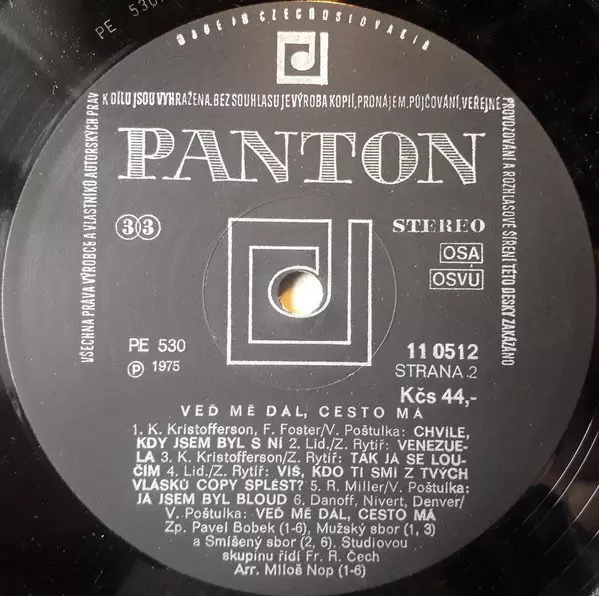 PE 530
MADE IN CZECHOSLOVAKIA
VŠECHNA PRÁVA VÝROBCE A VLASTNÍKŮ AUTORSKÝCH PRÁV
K DÍLU JSOU VYHRAŽENA. BEZ SOUHLASU JE VÝROBA KOPIÍ, PRONÁJEM, PŮJČOVÁNÍ, VEŘEJNÉ
PROVOZOVÁNÍ A ROZHLASOVÉ ŠÍŘENÍ TÉTO DESKY ZAKÁZÁNO
PANTON
33 STEREO
OSA
OSVU
PE 530 11 0512
Ⓟ 1975 STRANA 2
Kčs 44,-
VEĎ MĚ DÁL, CESTO MÁ
1. K. Kristofferson, F. Foster/V. Poštulka: CHVÍLE,
KDY JSEM BYL S NÍ 2. Lid./Z. Rytíř: VENEZUE-
LA 3. K. Kristofferson/Z. Rytíř: TAK JÁ SE LOU-
ČÍM 4. Lid./Z. Rytíř: VÍŠ, KDO TI SMÍ Z TVÝCH
VLÁSKŮ COPY SPLÉST? 5. R. Miller/V. Poštulka:
JÁ JSEM BYL BLOUD 6. Danoff, Nivert, Denver/
V. Poštulka: VEĎ MĚ DÁL, CESTO MÁ
Zp. Pavel Bobek (1-6), Mužský sbor (1, 3)
a Smíšený sbor (2, 6). Studiovou
skupinu řídí Fr. R. Čech
Arr. Miloš Nop (1-6)